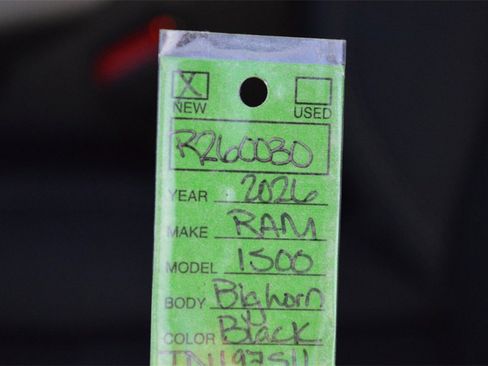 X
NEW USED
R260030
YEAR 2026
MAKE RAM
MODEL 1500
BODY Bighorn
COLOR Black